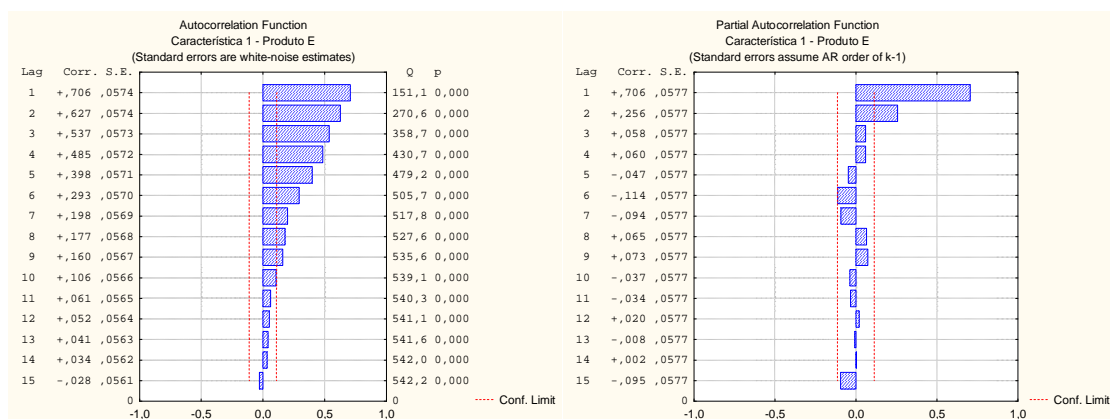 Autocorrelation Function
Característica 1 - Produto E
(Standard errors are white-noise estimates)
Lag Corr. S.E. Q p
1 +,706 ,0574 151,1 0,000
2 +,627 ,0574 270,6 0,000
3 +,537 ,0573 358,7 0,000
4 +,485 ,0572 430,7 0,000
5 +,398 ,0571 479,2 0,000
6 +,293 ,0570 505,7 0,000
7 +,198 ,0569 517,8 0,000
8 +,177 ,0568 527,6 0,000
9 +,160 ,0567 535,6 0,000
10 +,106 ,0566 539,1 0,000
11 +,061 ,0565 540,3 0,000
12 +,052 ,0564 541,1 0,000
13 +,041 ,0563 541,6 0,000
14 +,034 ,0562 542,0 0,000
15 -,028 ,0561 542,2 0,000
0 0
-1,0 -0,5 0,0 0,5 1,0
Conf. Limit
Partial Autocorrelation Function
Característica 1 - Produto E
(Standard errors assume AR order of k-1)
Lag Corr. S.E.
1 +,706 ,0577
2 +,256 ,0577
3 +,058 ,0577
4 +,060 ,0577
5 -,047 ,0577
6 -,114 ,0577
7 -,094 ,0577
8 +,065 ,0577
9 +,073 ,0577
10 -,037 ,0577
11 -,034 ,0577
12 +,020 ,0577
13 -,008 ,0577
14 +,002 ,0577
15 -,095 ,0577
0
-1,0 -0,5 0,0 0,5 1,0
Conf. Limit